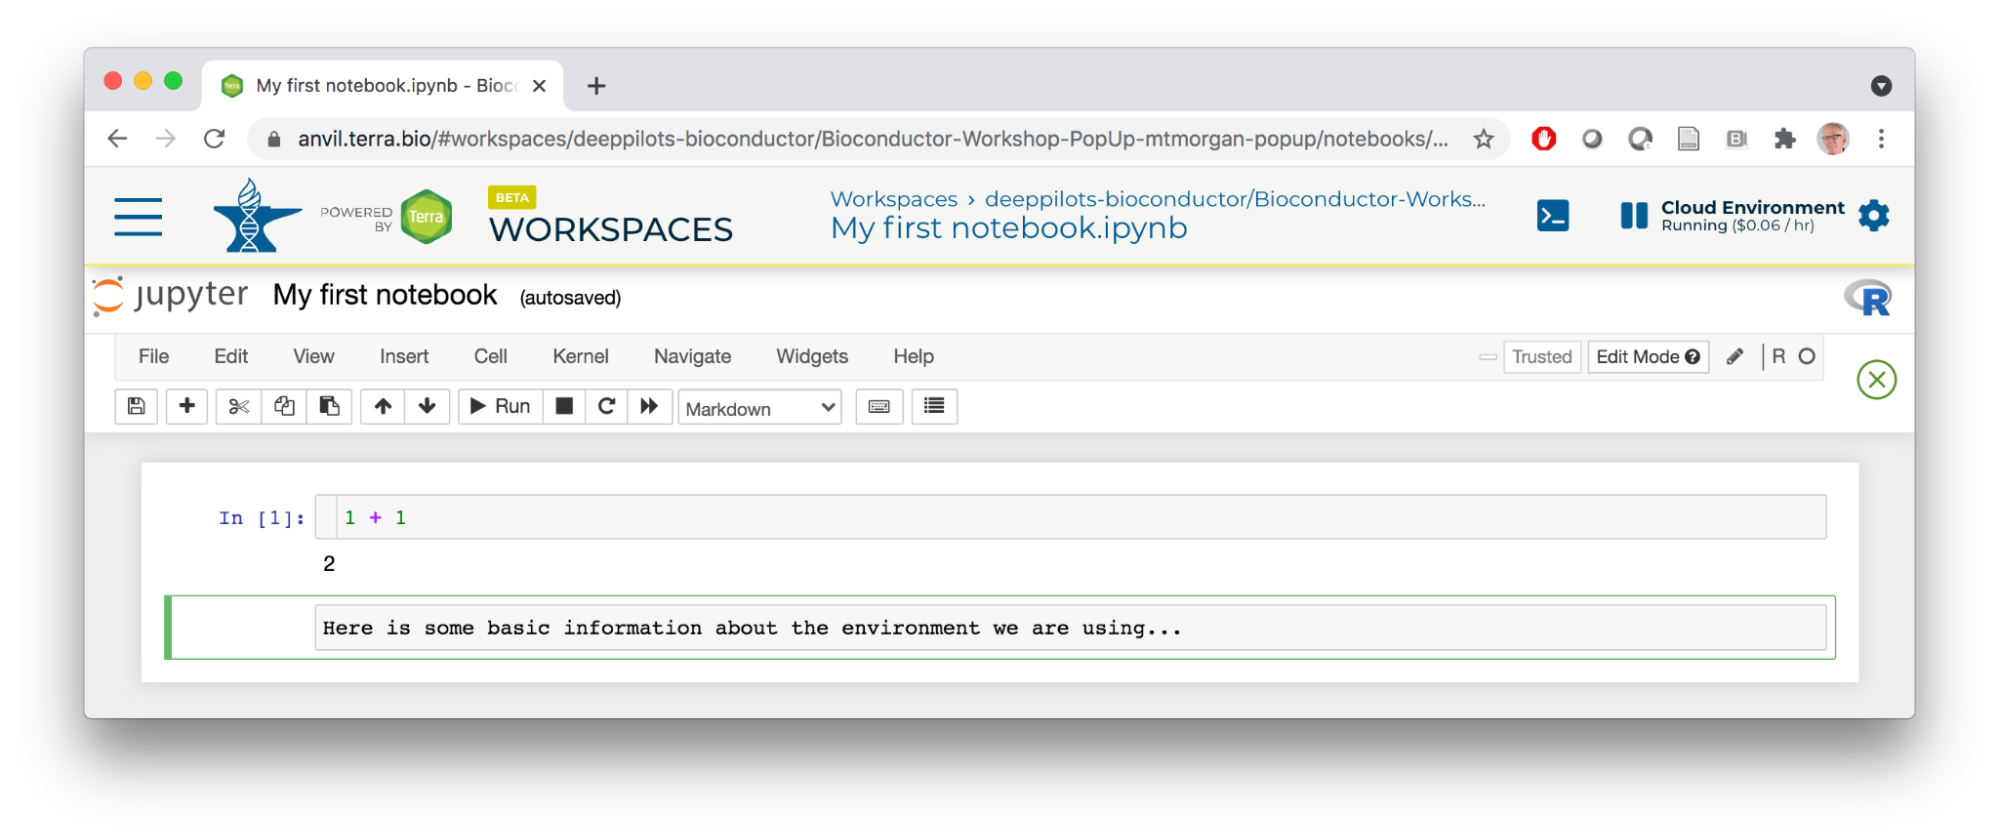 My first notebook.ipynb - Bioc
anvil.terra.bio/#workspaces/deeppilots-bioconductor/Bioconductor-Workshop-PopUp-mtmorgan-popup/notebooks/...
POWERED BY
Terra
BETA
WORKSPACES
Workspaces › deeppilots-bioconductor/Bioconductor-Works...
My first notebook.ipynb
Cloud Environment
Running ($0.06 / hr)
jupyter My first notebook (autosaved)
R
File Edit View Insert Cell Kernel Navigate Widgets Help Trusted Edit Mode R
Run Markdown
In [1]: 1 + 1
2
Here is some basic information about the environment we are using...